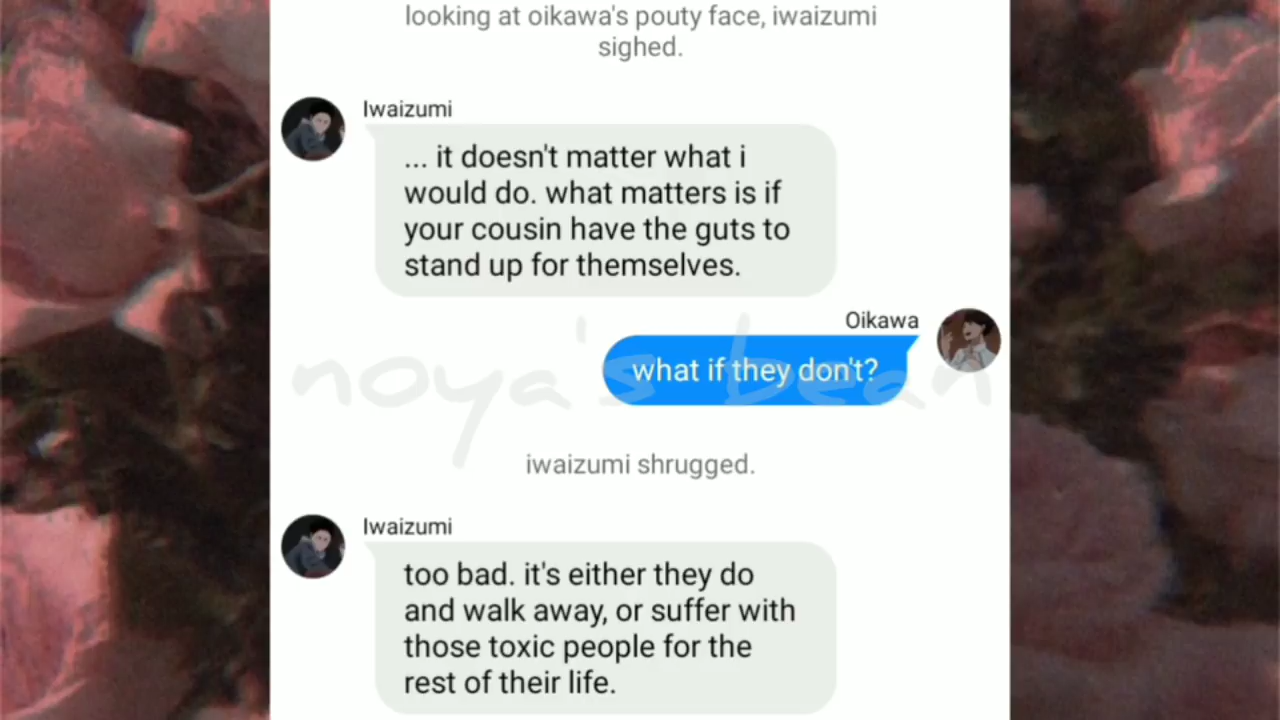 looking at oikawa's pouty face, iwaizumi
sighed.
Iwaizumi
... it doesn't matter what i
would do. what matters is if
your cousin have the guts to
stand up for themselves.
Oikawa
what if they don't?
noya's bean
iwaizumi shrugged.
Iwaizumi
too bad. it's either they do
and walk away, or suffer with
those toxic people for the
rest of their life.